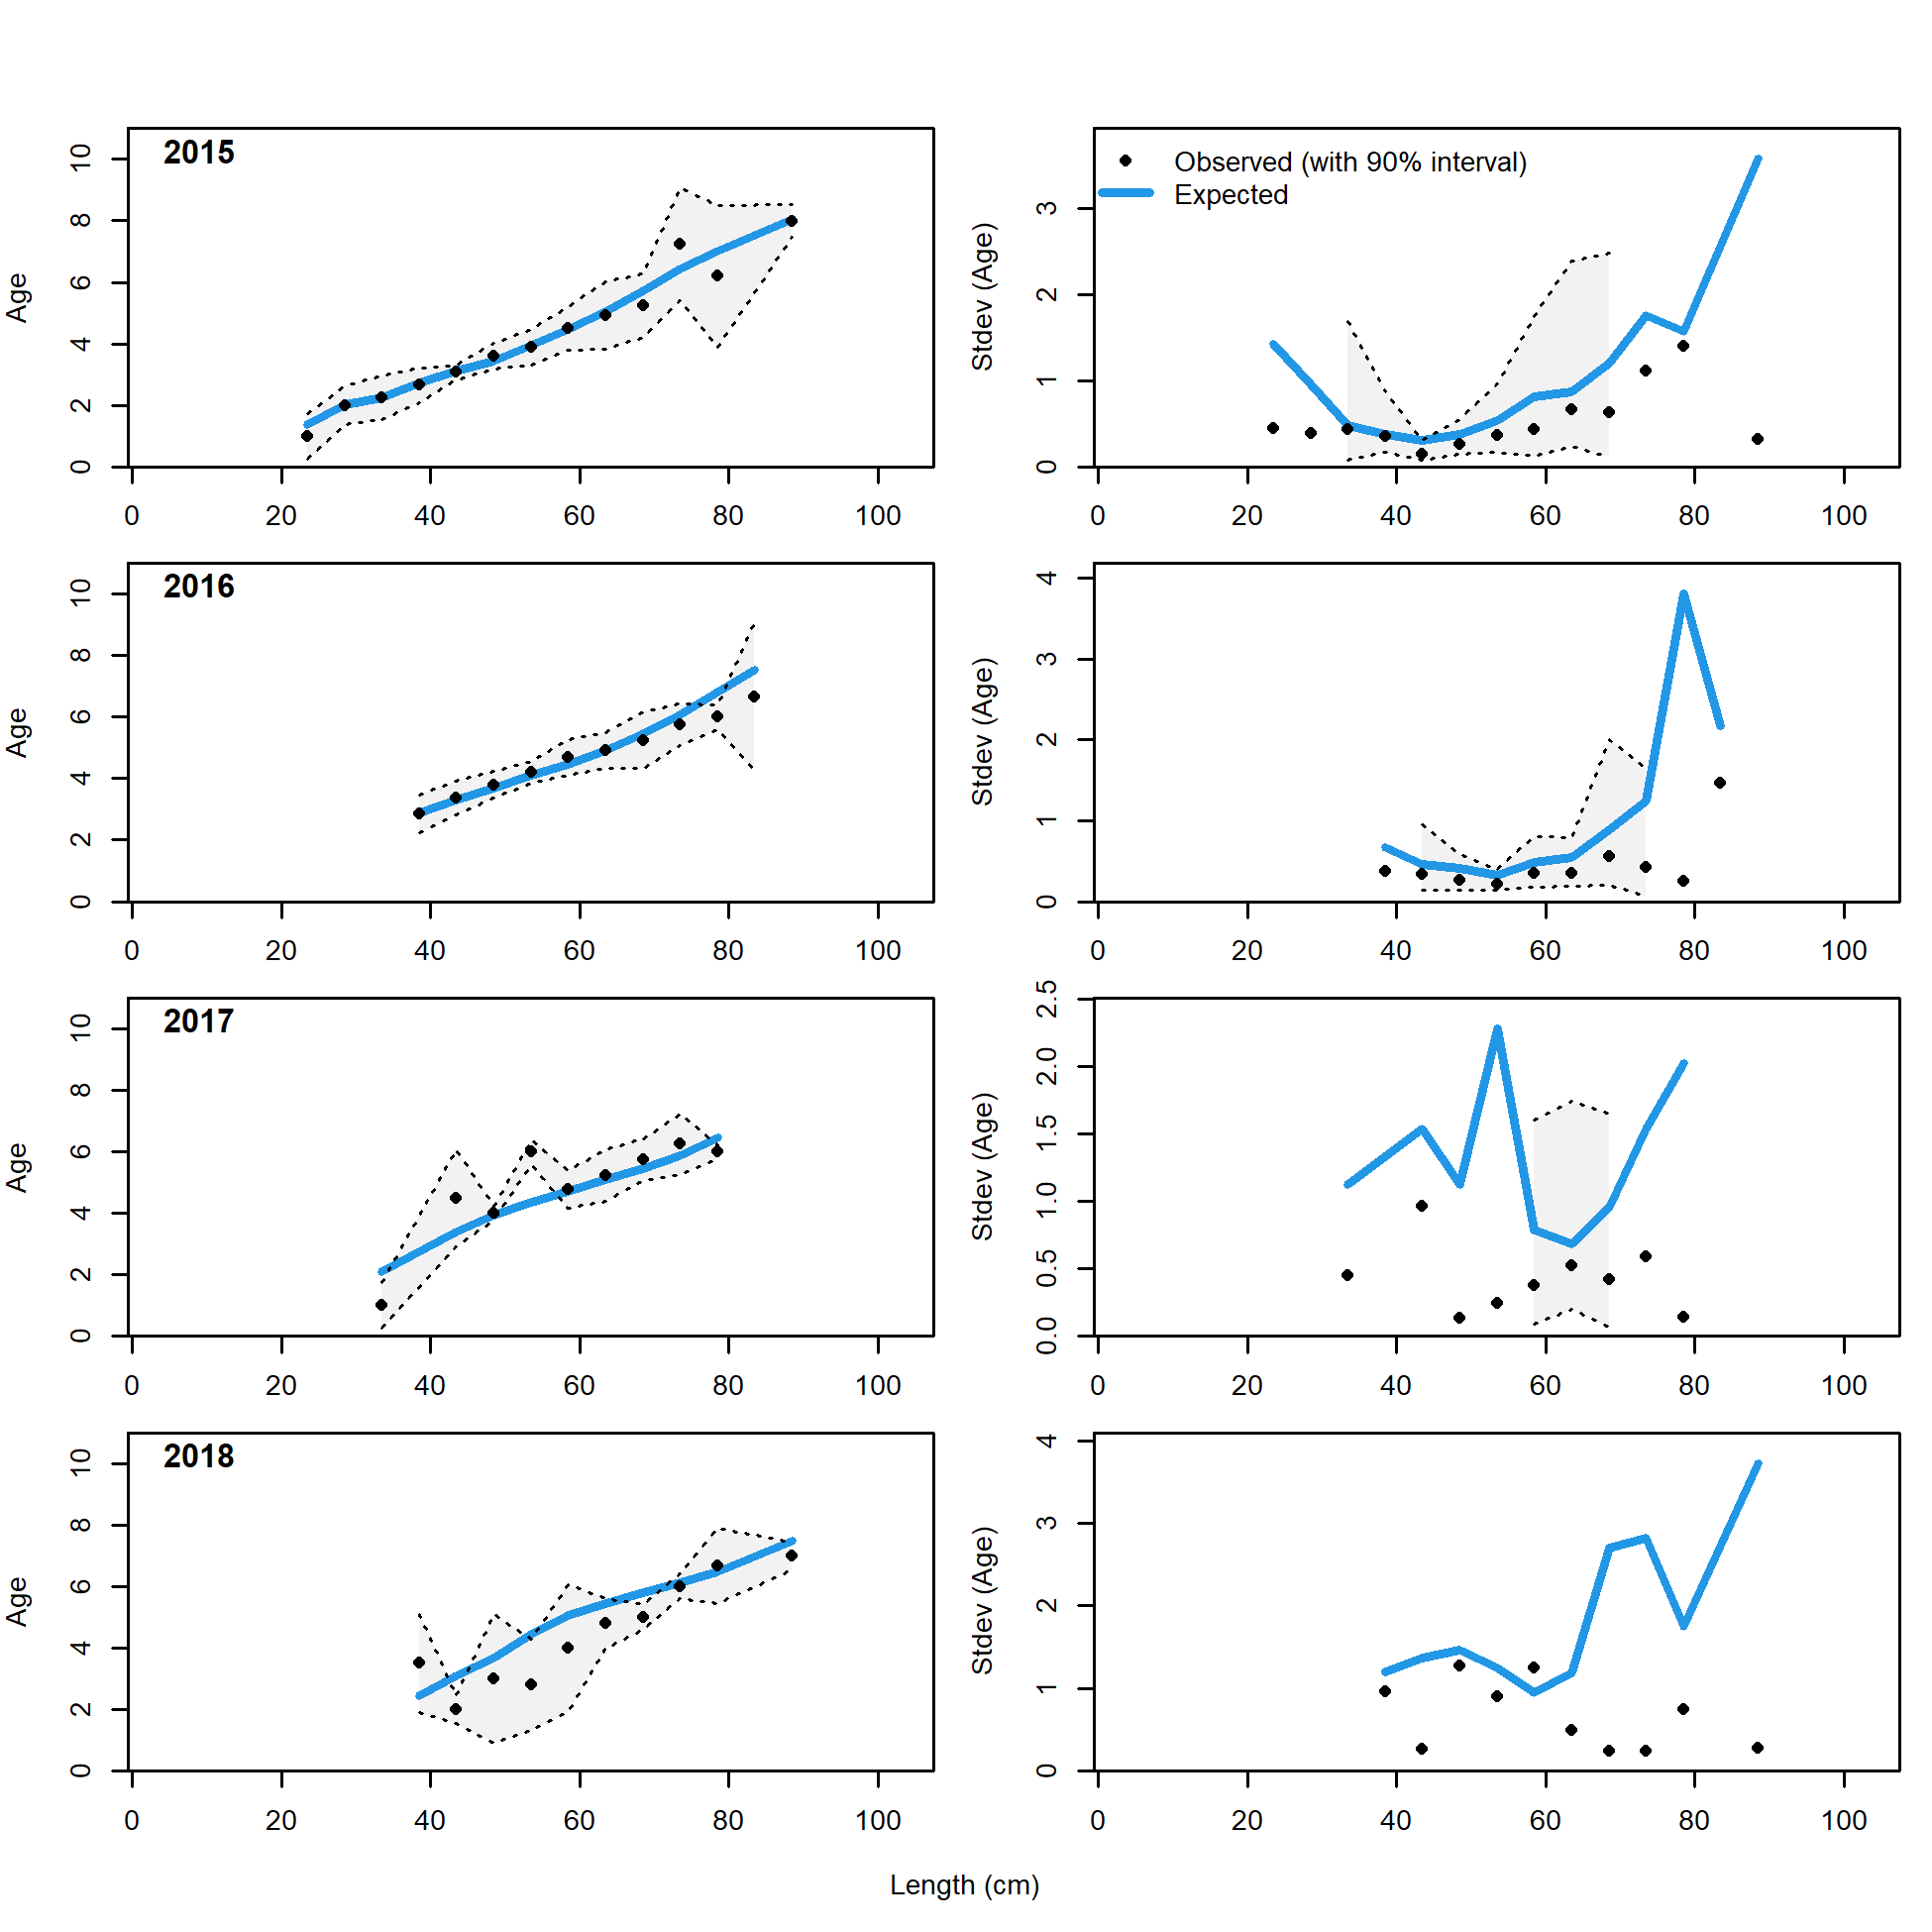 2015
Age
0 2 4 6 8 10
0 20 40 60 80 100
Observed (with 90% interval)
Expected
Stdev (Age)
0 1 2 3
0 20 40 60 80 100
2016
Age
0 2 4 6 8 10
0 20 40 60 80 100
Stdev (Age)
0 1 2 3 4
0 20 40 60 80 100
2017
Age
0 2 4 6 8 10
0 20 40 60 80 100
Stdev (Age)
0.0 0.5 1.0 1.5 2.0 2.5
0 20 40 60 80 100
2018
Age
0 2 4 6 8 10
0 20 40 60 80 100
Stdev (Age)
0 1 2 3 4
0 20 40 60 80 100
Length (cm)